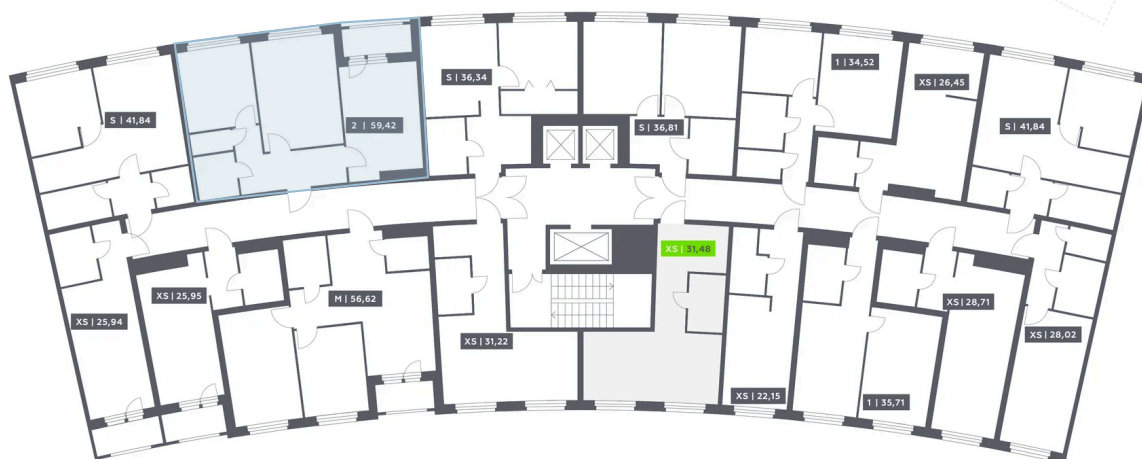 1 | 34,52
S | 36,34
XS | 26,45
S | 41,84
2 | 59,42
S | 36,81
S | 41,84
XS | 31,48
XS | 25,95
M | 56,62
XS | 28,71
XS | 25,94
XS | 31,22
XS | 28,02
XS | 22,15
1 | 35,71